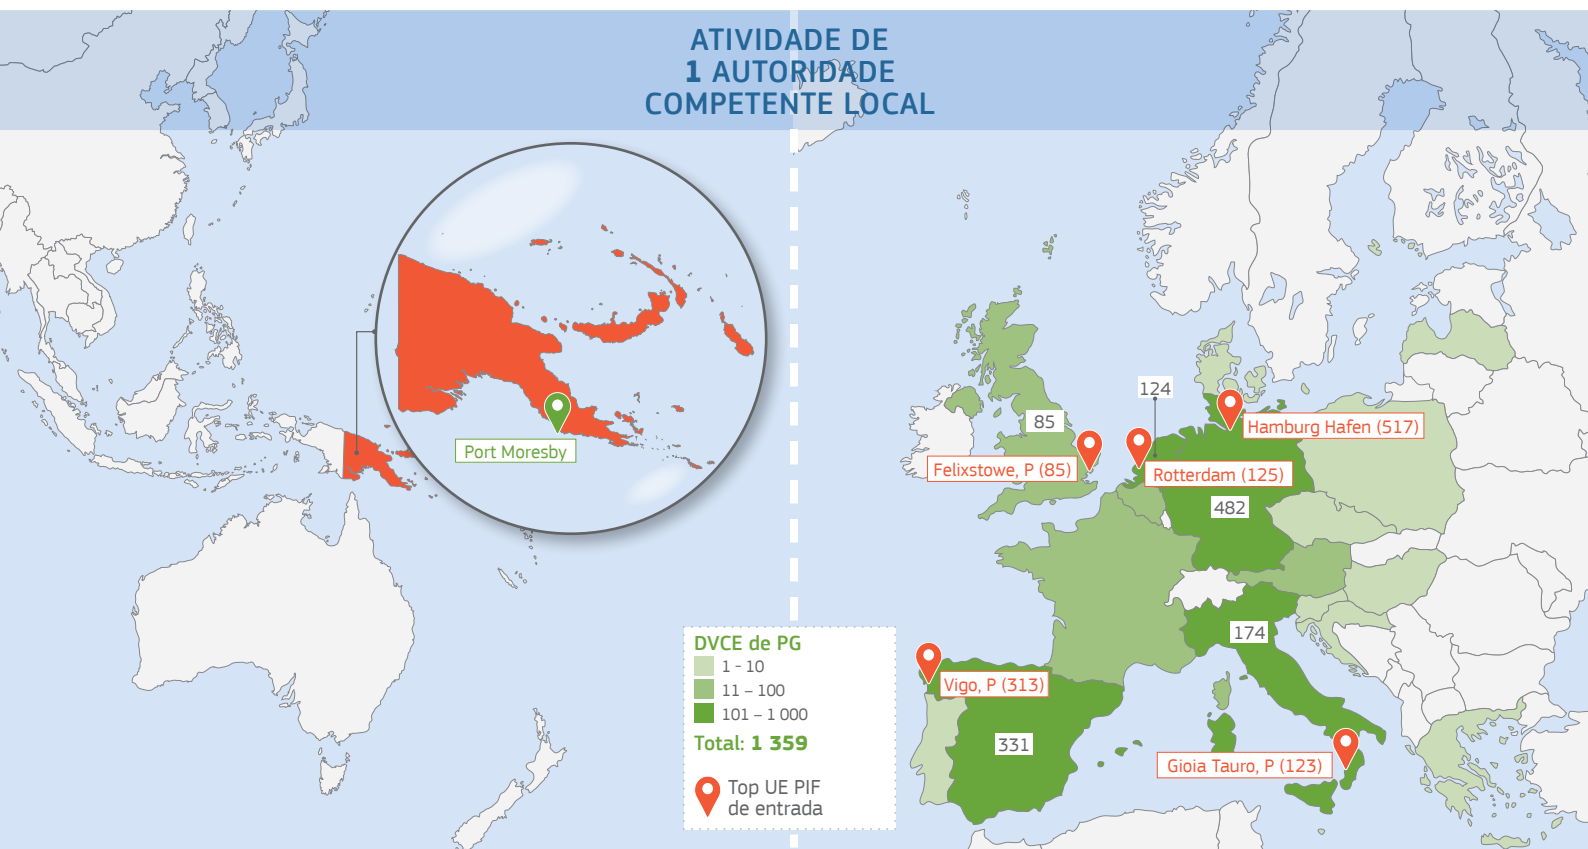 ATIVIDADE DE
1 AUTORIDADE
COMPETENTE LOCAL
Port Moresby
124
85
Hamburg Hafen (517)
Felixstowe, P (85)
Rotterdam (125)
482
174
Vigo, P (313)
331
Gioia Tauro, P (123)
DVCE de PG
1 - 10
11 – 100
101 – 1 000
Total: 1 359
Top UE PIF
de entrada